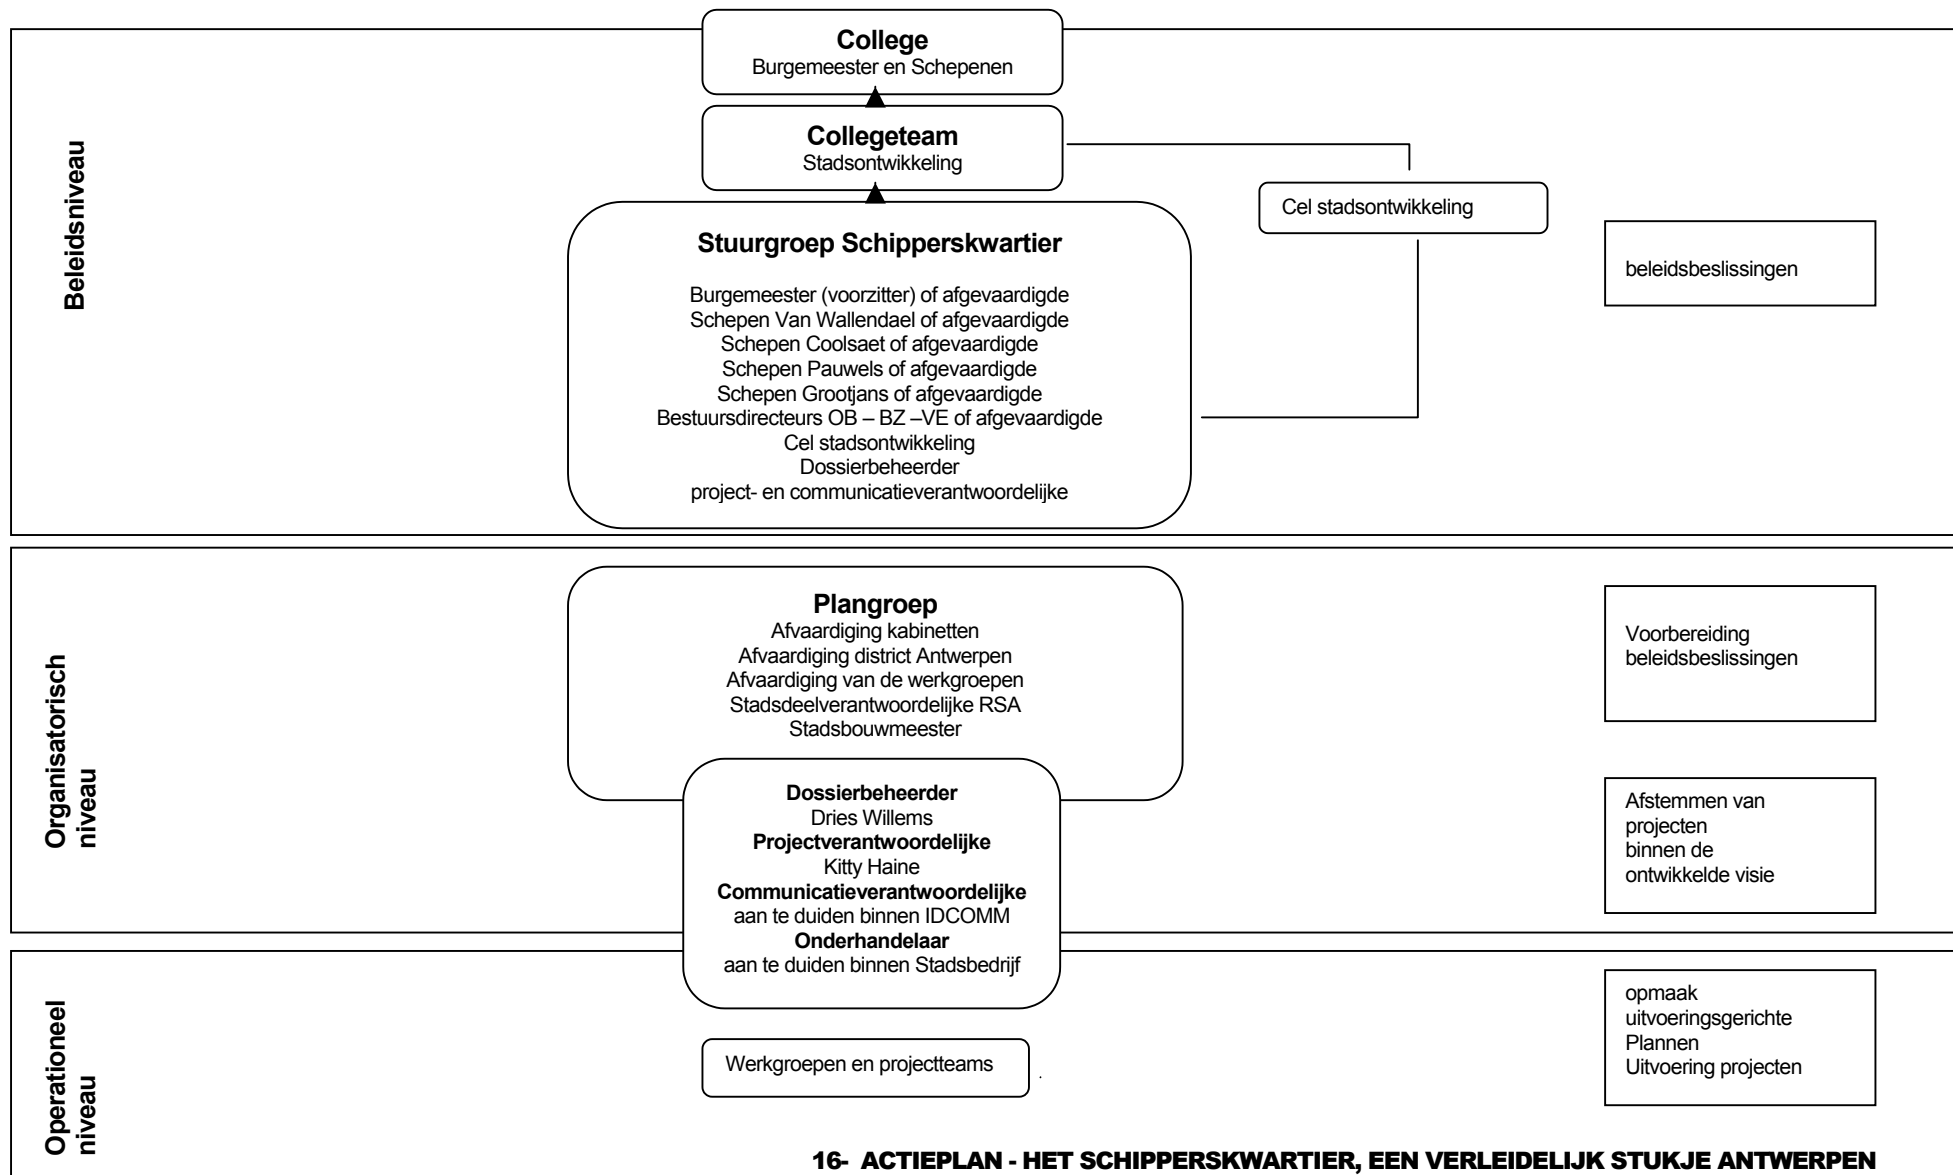 College
Burgemeester en Schepenen
Collegeteam
Stadsontwikkeling
Cel stadsontwikkeling
Beleidsniveau
Stuurgroep Schipperskwartier
Burgemeester (voorzitter) of afgevaardigde
Schepen Van Wallendael of afgevaardigde
Schepen Coolsaet of afgevaardigde
Schepen Pauwels of afgevaardigde
Schepen Grootjans of afgevaardigde
Bestuursdirecteurs OB – BZ –VE of afgevaardigde
Cel stadsontwikkeling
Dossierbeheerder
project- en communicatieverantwoordelijke
beleidsbeslissingen
Organisatorisch
niveau
Plangroep
Afvaardiging kabinetten
Afvaardiging district Antwerpen
Afvaardiging van de werkgroepen
Stadsdeelverantwoordelijke RSA
Stadsbouwmeester
Voorbereiding
beleidsbeslissingen
Dossierbeheerder
Dries Willems
Projectverantwoordelijke
Kitty Haine
Communicatieverantwoordelijke
aan te duiden binnen IDCOMM
Onderhandelaar
aan te duiden binnen Stadsbedrijf
Afstemmen van
projecten
binnen de
ontwikkelde visie
Operationeel
niveau
Werkgroepen en projectteams
.
opmaak
uitvoeringsgerichte
Plannen
Uitvoering projecten
16- ACTIEPLAN - HET SCHIPPERSKWARTIER, EEN VERLEIDELIJK STUKJE ANTWERPEN